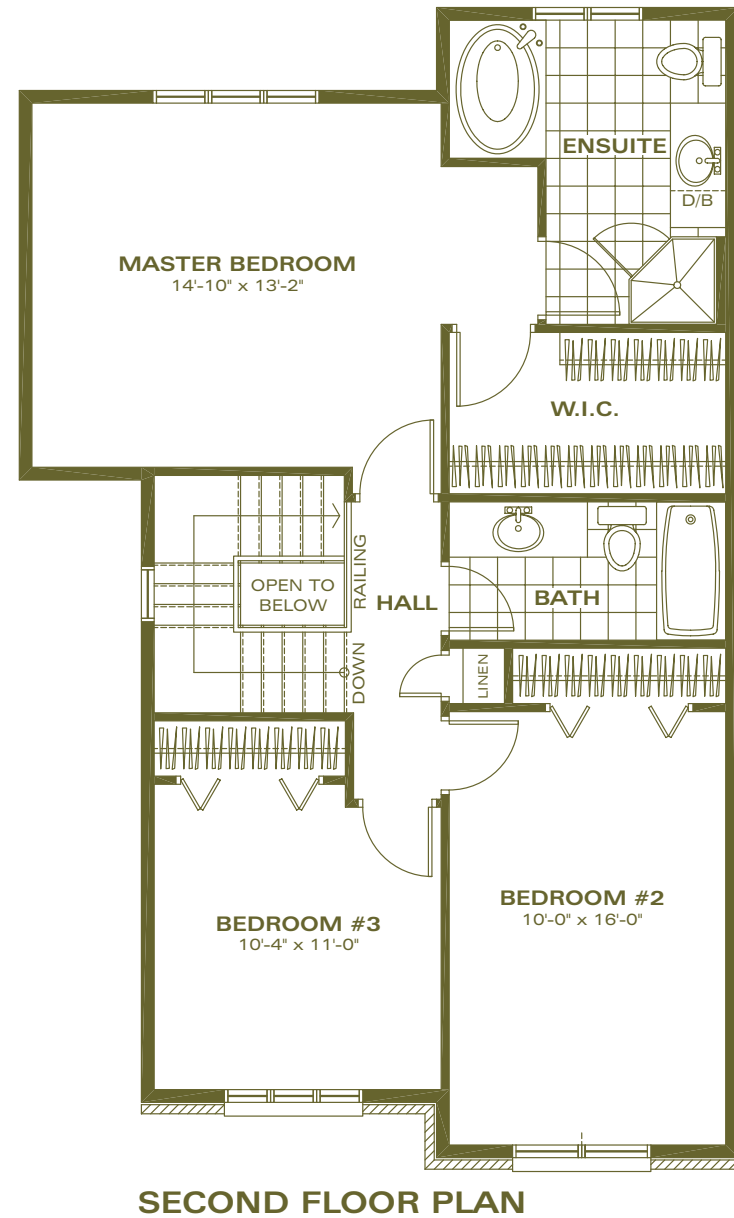 ENSUITE
D/B
MASTER BEDROOM
14'-10" x 13'-2"
W.I.C.
OPEN TO
BELOW
RAILING
HALL
BATH
DOWN
LINEN
BEDROOM #2
10'-0" x 16'-0"
BEDROOM #3
10'-4" x 11'-0"
SECOND FLOOR PLAN